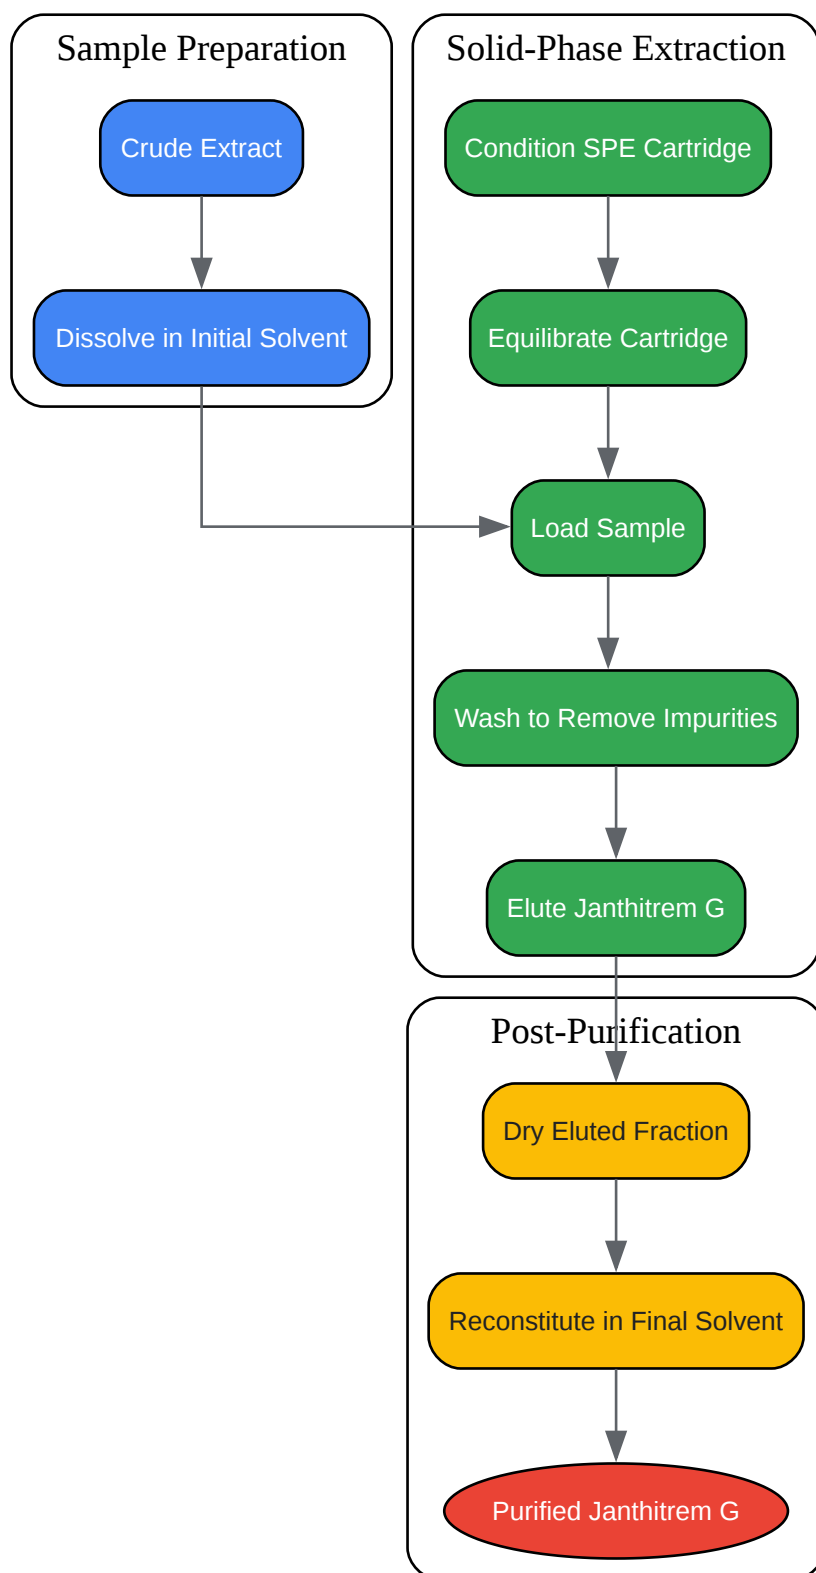 Sample Preparation
Crude Extract
Dissolve in Initial Solvent
Solid-Phase Extraction
Condition SPE Cartridge
Equilibrate Cartridge
Load Sample
Wash to Remove Impurities
Elute Janthitrem G
Post-Purification
Dry Eluted Fraction
Reconstitute in Final Solvent
Purified Janthitrem G